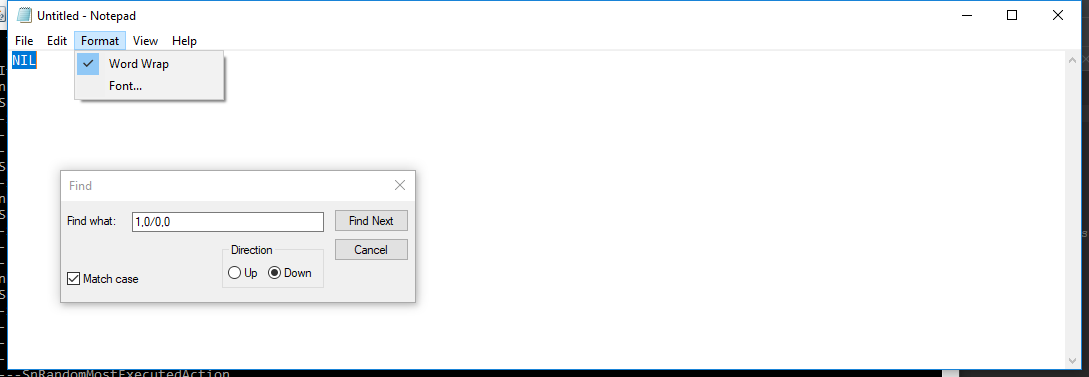 Untitled - Notepad
File Edit Format View Help
NIL
Word Wrap
Font...
Find
Find what: 1,0/0,0 Find Next
Direction Cancel
Up Down
Match case
---SnRandomMostExecutedAction